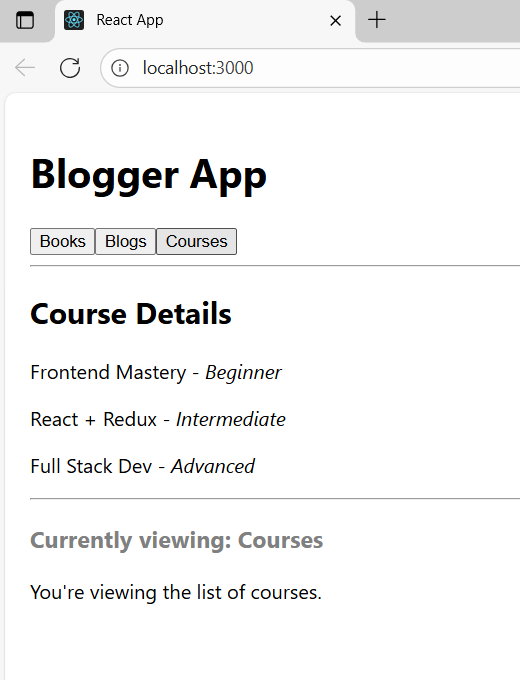 React App
localhost:3000
Blogger App
Books Blogs Courses
Course Details
Frontend Mastery - Beginner
React + Redux - Intermediate
Full Stack Dev - Advanced
Currently viewing: Courses
You're viewing the list of courses.